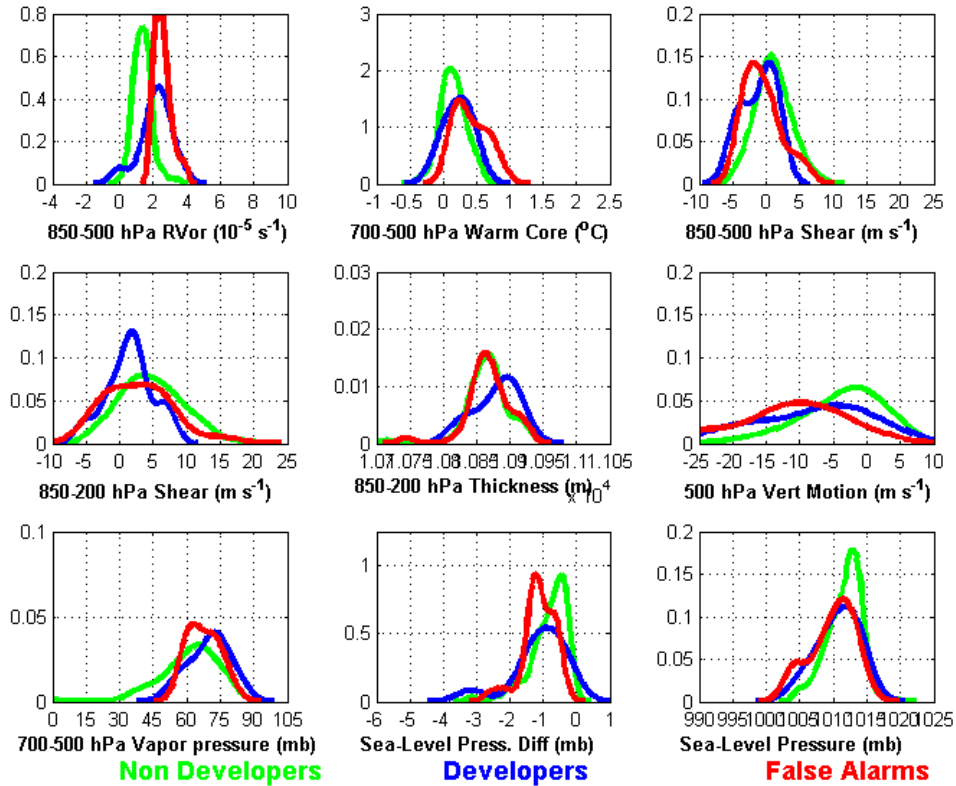 0.8
0.6
0.4
0.2
0
-4 -2 0 2 4 6 8 10
850-500 hPa RVor (10⁻⁵ s⁻¹)
3
2
1
0
-1 -0.5 0 0.5 1 1.5 2 2.5
700-500 hPa Warm Core (°C)
0.2
0.15
0.1
0.05
0
-10 -5 0 5 10 15 20 25
850-500 hPa Shear (m s⁻¹)
0.2
0.15
0.1
0.05
0
-10 -5 0 5 10 15 20 25
850-200 hPa Shear (m s⁻¹)
0.03
0.02
0.01
0
1.07 1.075 1.08 1.085 1.09 1.095 1.1 1.105
850-200 hPa Thickness (m)
x 10⁴
0.2
0.15
0.1
0.05
0
-25 -20 -15 -10 -5 0 5 10
500 hPa Vert Motion (m s⁻¹)
0.1
0.05
0
0 15 30 45 60 75 90 105
700-500 hPa Vapor pressure (mb)
1
0.5
0
-6 -5 -4 -3 -2 -1 0 1
Sea-Level Press. Diff (mb)
0.2
0.15
0.1
0.05
0
990 995 1000 1005 1010 1015 1020 1025
Sea-Level Pressure (mb)
Non Developers
Developers
False Alarms